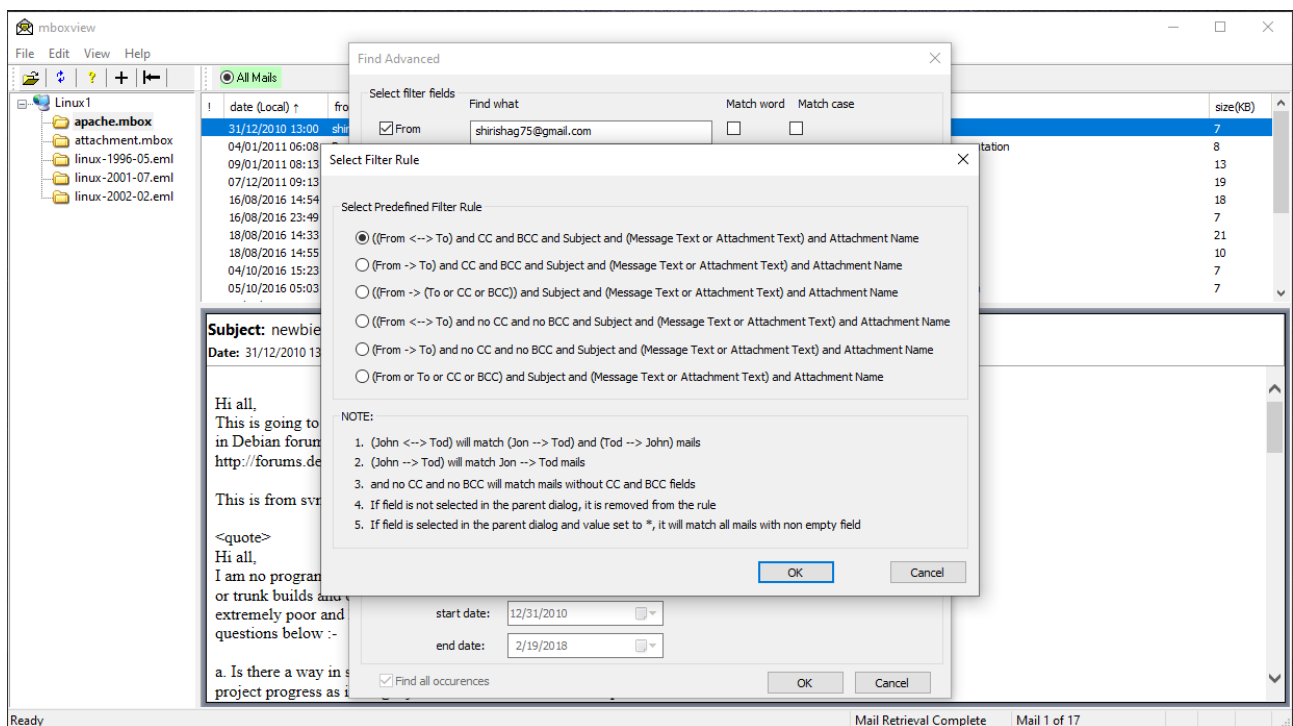 mboxview
File Edit View Help
All Mails
Linux1
apache.mbox
attachment.mbox
linux-1996-05.eml
linux-2001-07.eml
linux-2002-02.eml
! date (Local) ↑
size(KB)
31/12/2010 13:00 7
04/01/2011 06:08 8
09/01/2011 08:13 13
07/12/2011 09:13 19
16/08/2016 14:54 18
16/08/2016 23:49 7
18/08/2016 14:33 21
18/08/2016 14:55 10
04/10/2016 15:23 7
05/10/2016 05:03 7
Find Advanced
Select filter fields
Find what Match word Match case
From shirishag75@gmail.com
Select Filter Rule
Select Predefined Filter Rule
((From <--> To) and CC and BCC and Subject and (Message Text or Attachment Text) and Attachment Name
(From -> To) and CC and BCC and Subject and (Message Text or Attachment Text) and Attachment Name
((From -> (To or CC or BCC)) and Subject and (Message Text or Attachment Text) and Attachment Name
((From <--> To) and no CC and no BCC and Subject and (Message Text or Attachment Text) and Attachment Name
(From -> To) and no CC and no BCC and Subject and (Message Text or Attachment Text) and Attachment Name
(From or To or CC or BCC) and Subject and (Message Text or Attachment Text) and Attachment Name
NOTE:
1. (John <--> Tod) will match (Jon --> Tod) and (Tod --> John) mails
2. (John --> Tod) will match Jon --> Tod mails
3. and no CC and no BCC will match mails without CC and BCC fields
4. If field is not selected in the parent dialog, it is removed from the rule
5. If field is selected in the parent dialog and value set to *, it will match all mails with non empty field
OK Cancel
start date: 12/31/2010
end date: 2/19/2018
Find all occurences
OK Cancel
Subject: newbie
Date: 31/12/2010 13
Hi all,
This is going to
in Debian forum
http://forums.de
This is from svn
<quote>
Hi all,
I am no program
or trunk builds and
extremely poor and
questions below :-
a. Is there a way in s
project progress as i
Ready
Mail Retrieval Complete Mail 1 of 17